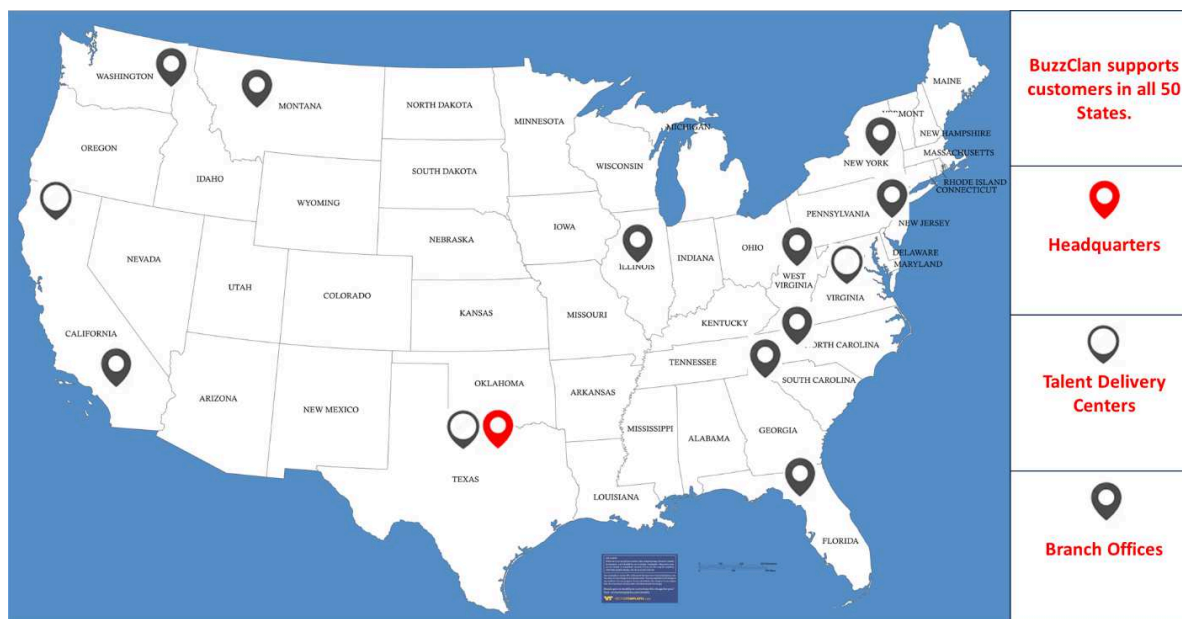 WASHINGTON
MONTANA
NORTH DAKOTA
MINNESOTA
MICHIGAN
MAINE
VERMONT
NEW HAMPSHIRE
MASSACHUSETTS
NEW YORK
RHODE ISLAND
CONNECTICUT
OREGON
IDAHO
SOUTH DAKOTA
WISCONSIN
WYOMING
IOWA
NEBRASKA
PENNSYLVANIA
NEW JERSEY
NEVADA
UTAH
COLORADO
ILLINOIS
INDIANA
OHIO
DELAWARE
MARYLAND
WEST
VIRGINIA
VIRGINIA
CALIFORNIA
KANSAS
MISSOURI
KENTUCKY
ORTH CAROLINA
TENNESSEE
SOUTH CAROLINA
ARIZONA
NEW MEXICO
OKLAHOMA
ARKANSAS
MISSISSIPPI
ALABAMA
GEORGIA
TEXAS
LOUISIANA
FLORIDA
BuzzClan supports
customers in all 50
States.
Headquarters
Talent Delivery
Centers
Branch Offices